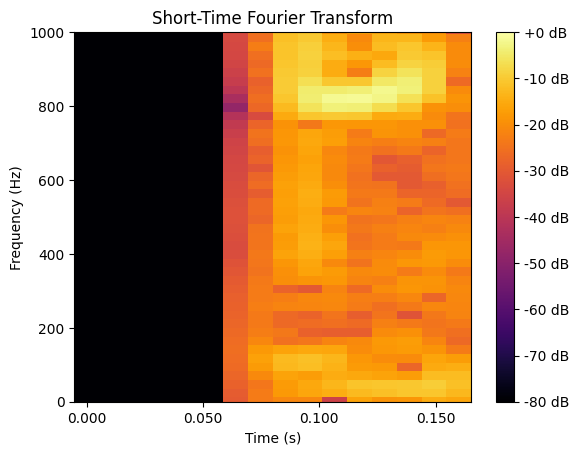 Short-Time Fourier Transform
Frequency (Hz)
1000
800
600
400
200
0
0.000
0.050
0.100
0.150
Time (s)
+0 dB
-10 dB
-20 dB
-30 dB
-40 dB
-50 dB
-60 dB
-70 dB
-80 dB